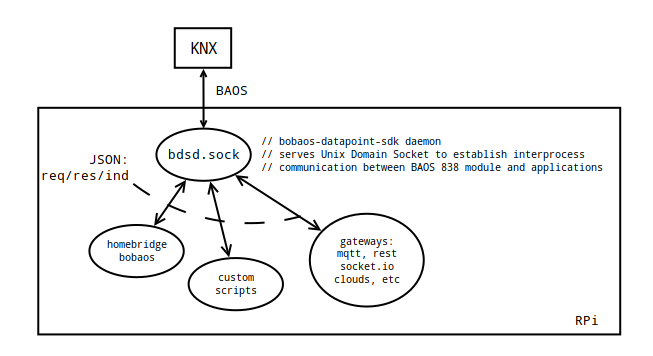 KNX
BAOS
bdsd.sock
// bobaos-datapoint-sdk daemon
// serves Unix Domain Socket to establish interprocess
// communication between BAOS 838 module and applications
JSON:
req/res/ind
homebridge
bobaos
custom
scripts
gateways:
mqtt, rest
socket.io
clouds, etc
RPi